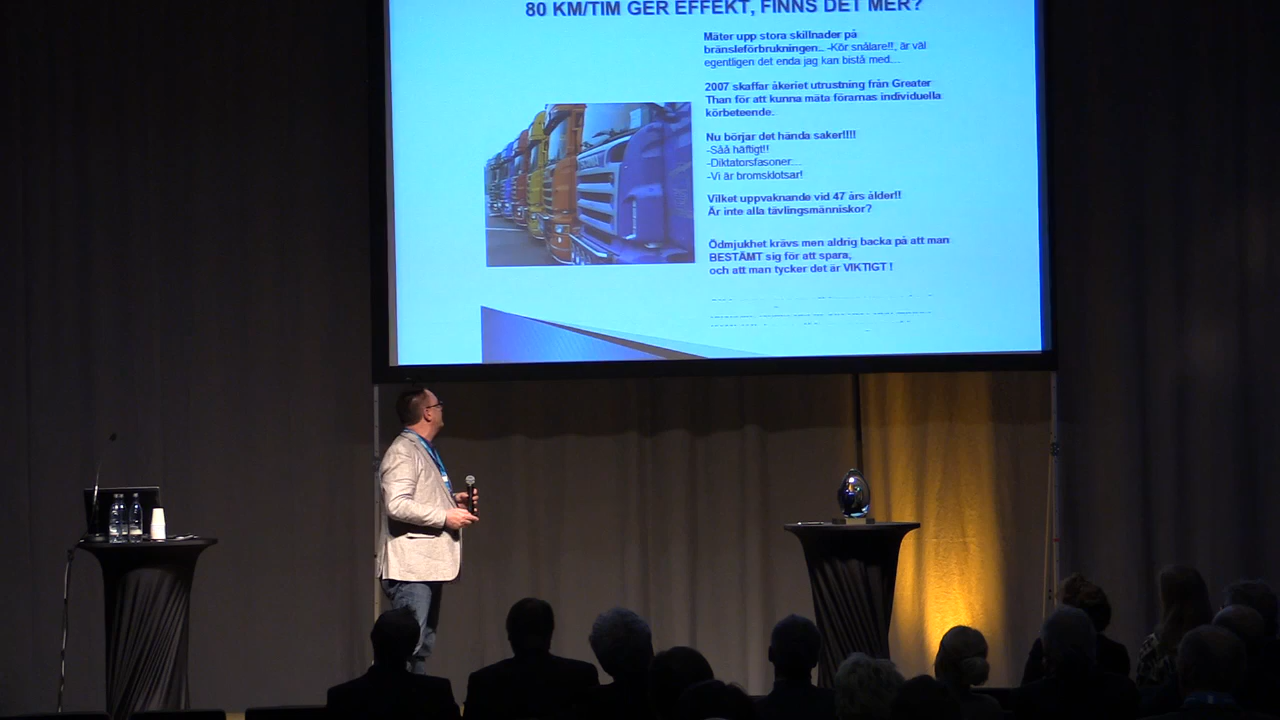 80 KM/TIM GER EFFEKT, FINNS DET MER?
Mäter upp stora skillnader på
bränsleförbrukningen.. -Kör snålare!!, är väl
egentligen det enda jag kan bistå med....
2007 skaffar åkeriet utrustning från Greater
Than för att kunna mäta förarnas individuella
körbeteende.
Nu börjar det hända saker!!!!
-Såå häftigt!!
-Diktatorsfasoner....
-Vi är bromsklotsar!
Vilket uppvaknande vid 47 års ålder!!
Är inte alla tävlingsmänniskor?
Ödmjukhet krävs men aldrig backa på att man
BESTÄMT sig för att spara,
och att man tycker det är VIKTIGT !